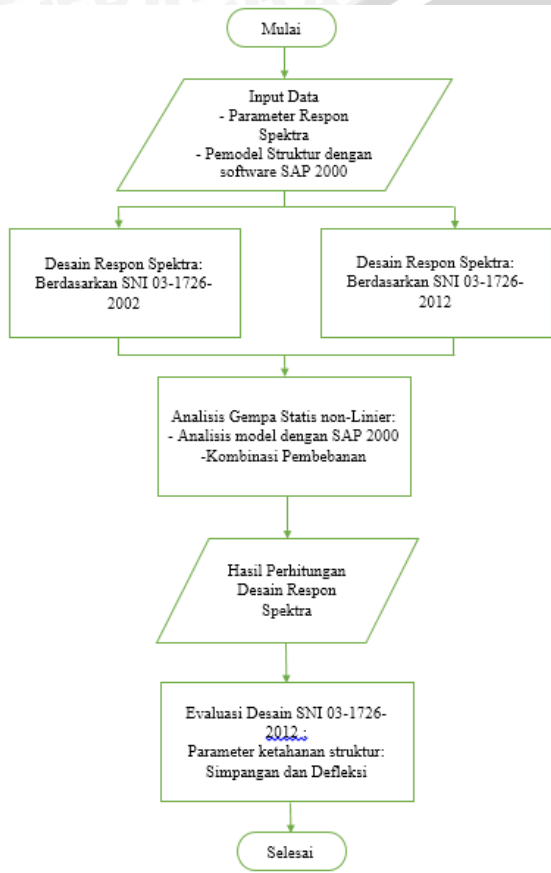 Mulai
Input Data
- Parameter Respon
Spektra
- Pemodel Struktur dengan
software SAP 2000
Desain Respon Spektra:
Berdasarkan SNI 03-1726-
2002
Desain Respon Spektra:
Berdasarkan SNI 03-1726-
2012
Analisis Gempa Statis non-Linier:
- Analisis model dengan SAP 2000
-Kombinasi Pembebanan
Hasil Perhitungan
Desain Respon
Spektra
Evaluasi Desain SNI 03-1726-
2012 :
Parameter ketahanan struktur:
Simpangan dan Defleksi
Selesai